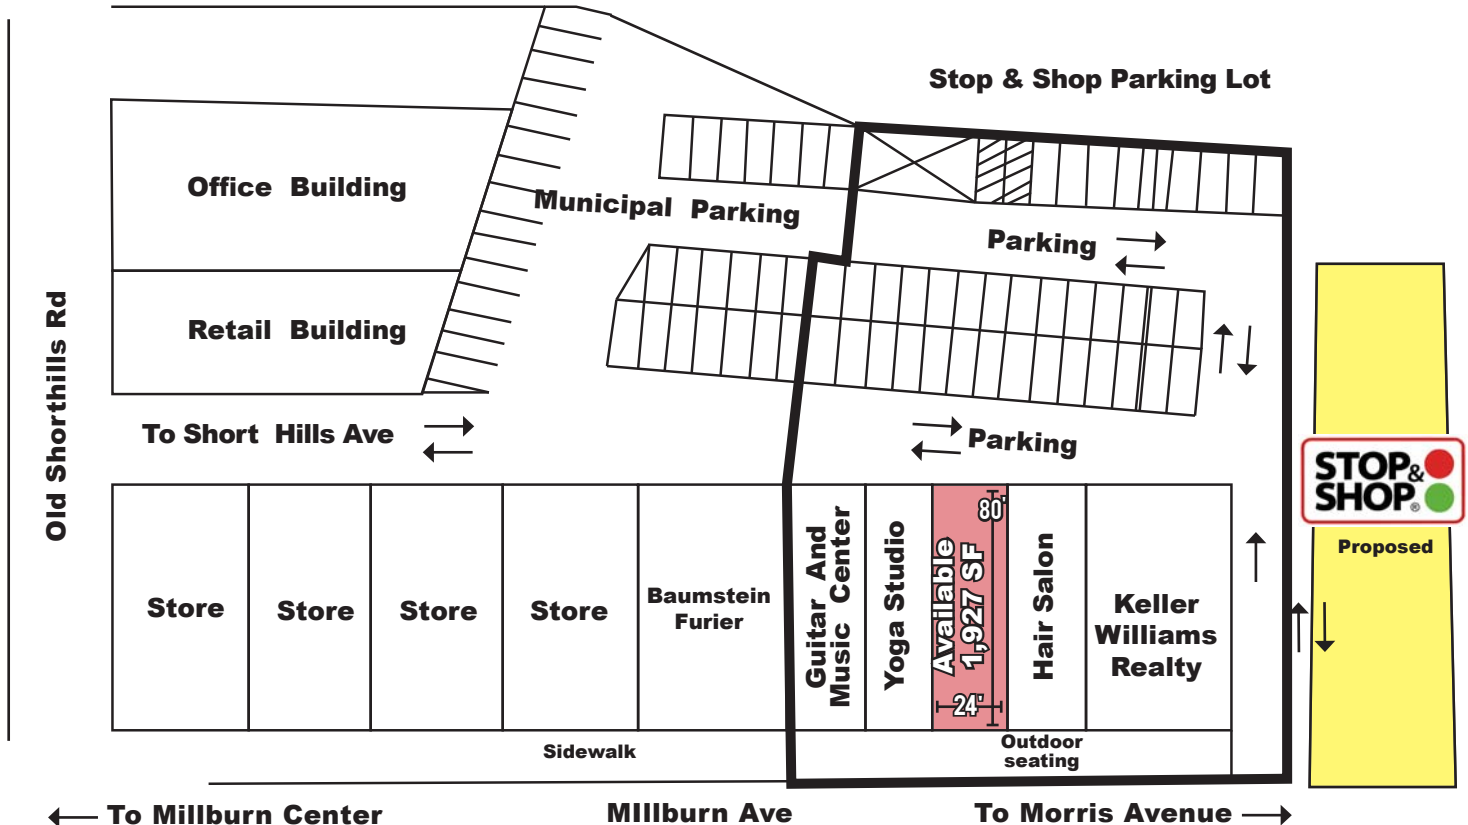 Stop & Shop Parking Lot
Office Building
Municipal Parking
Parking
Retail Building
Old Shorthills Rd
To Short Hills Ave
Parking
STOP&
SHOP®
Proposed
Store
Store
Store
Store
Baumstein
Furier
Guitar And
Music Center
Yoga Studio
Available
1,927 SF
80'
24'
Hair Salon
Keller
Williams
Realty
Sidewalk
Outdoor
seating
To Millburn Center
MIllburn Ave
To Morris Avenue